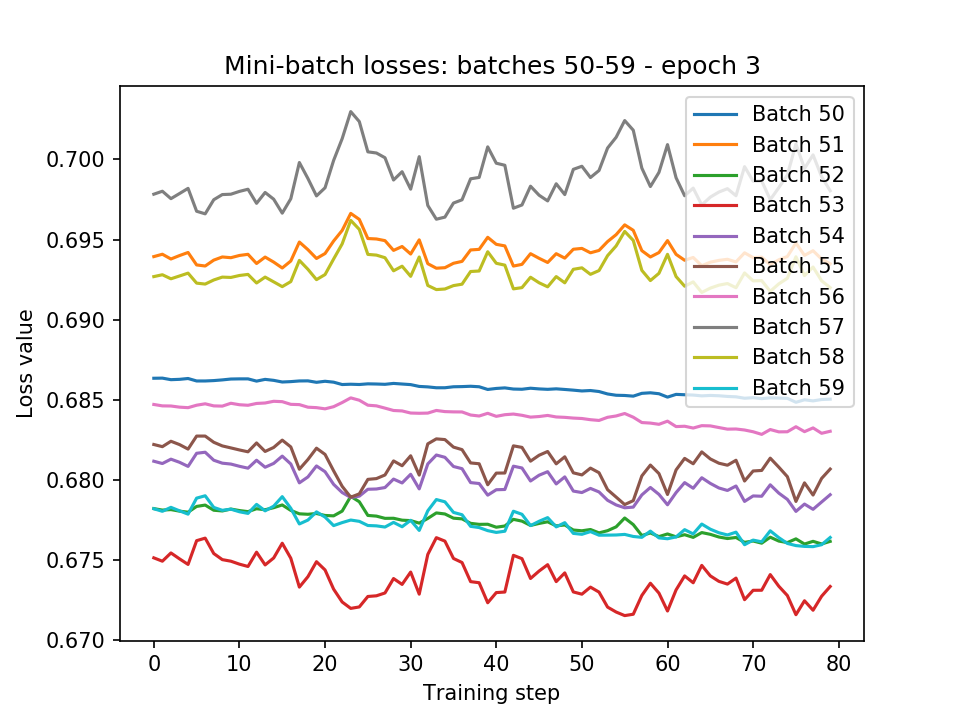 Mini-batch losses: batches 50-59 - epoch 3
Loss value
0.700
0.695
0.690
0.685
0.680
0.675
0.670
Batch 50
Batch 51
Batch 52
Batch 53
Batch 54
Batch 55
Batch 56
Batch 57
Batch 58
Batch 59
0 10 20 30 40 50 60 70 80
Training step